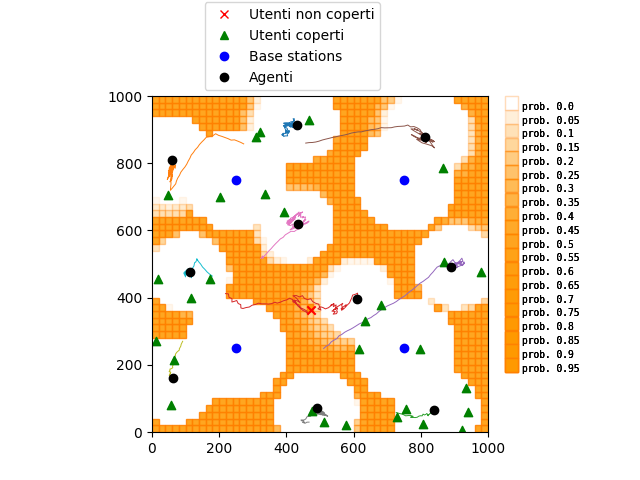 Utenti non coperti
Utenti coperti
Base stations
Agenti
1000
800
600
400
200
0
0
200
400
600
800
1000
prob. 0.0
prob. 0.05
prob. 0.1
prob. 0.15
prob. 0.2
prob. 0.25
prob. 0.3
prob. 0.35
prob. 0.4
prob. 0.45
prob. 0.5
prob. 0.55
prob. 0.6
prob. 0.65
prob. 0.7
prob. 0.75
prob. 0.8
prob. 0.85
prob. 0.9
prob. 0.95